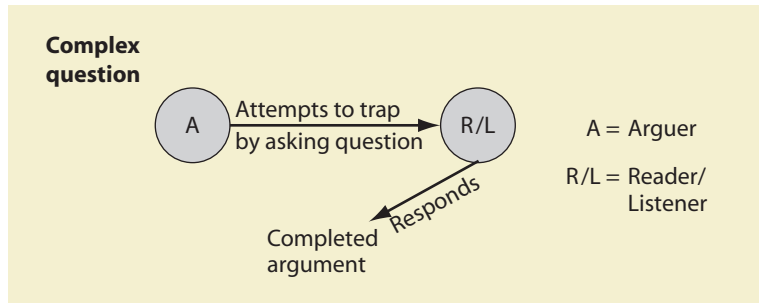 Complex
question
A
Attempts to trap
by asking question
R/L
A = Arguer
R/L = Reader/
Listener
Responds
Completed
argument